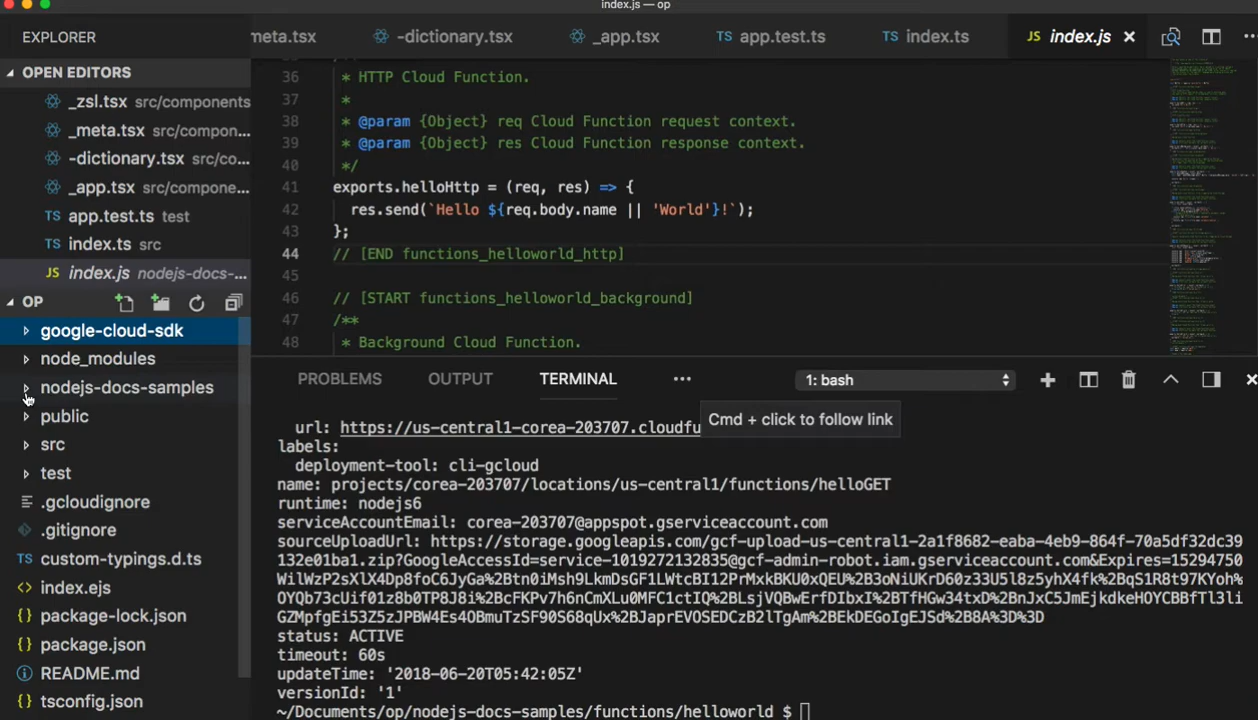 index.js — op
EXPLORER
meta.tsx
-dictionary.tsx
_app.tsx
TS app.test.ts
TS index.ts
JS index.js
OPEN EDITORS
_zsl.tsx src/components
_meta.tsx src/compon...
-dictionary.tsx src/co...
_app.tsx src/compone...
TS app.test.ts test
TS index.ts src
JS index.js nodejs-docs-...
OP
google-cloud-sdk
node_modules
nodejs-docs-samples
public
src
test
.gcloudignore
.gitignore
TS custom-typings.d.ts
<> index.ejs
{} package-lock.json
{} package.json
README.md
{} tsconfig.json
36 * HTTP Cloud Function.
37 *
38 * @param {Object} req Cloud Function request context.
39 * @param {Object} res Cloud Function response context.
40 */
41 exports.helloHttp = (req, res) => {
42 res.send(`Hello ${req.body.name || 'World'}!`);
43 };
44 // [END functions_helloworld_http]
45
46 // [START functions_helloworld_background]
47 /**
48 * Background Cloud Function.
PROBLEMS OUTPUT TERMINAL ... 1: bash
Cmd + click to follow link
url: https://us-central1-corea-203707.cloudfu
labels:
deployment-tool: cli-gcloud
name: projects/corea-203707/locations/us-central1/functions/helloGET
runtime: nodejs6
serviceAccountEmail: corea-203707@appspot.gserviceaccount.com
sourceUploadUrl: https://storage.googleapis.com/gcf-upload-us-central1-2a1f8682-eaba-4eb9-864f-70a5df32dc39
132e01ba1.zip?GoogleAccessId=service-1019272132835@gcf-admin-robot.iam.gserviceaccount.com&Expires=15294750
WilWzP2sXlX4Dp8foC6JyGa%2Btn0iMsh9LkmDsGF1LWtcBI12PrMxkBKU0xQEU%2B3oNiUKrD60z33U5l8z5yhX4fk%2BqS1R8t97KYoh%
OYQb73cUif01z8b0TP8J8i%2BcFKPv7h6nCmXLu0MFC1ctIQ%2BLsjVQBwErfDIbxI%2BTfHGw34txD%2BnJxC5JmEjkdkeHOYCBBfTl3li
GZMpfgEi53Z5zJPBW4Es4OBmuTzSF90S68qUx%2BJaprEVOSEDCzB2lTgAm%2BEkDEGoIgEJSd%2B8A%3D%3D
status: ACTIVE
timeout: 60s
updateTime: '2018-06-20T05:42:05Z'
versionId: '1'
~/Documents/op/nodejs-docs-samples/functions/helloworld $